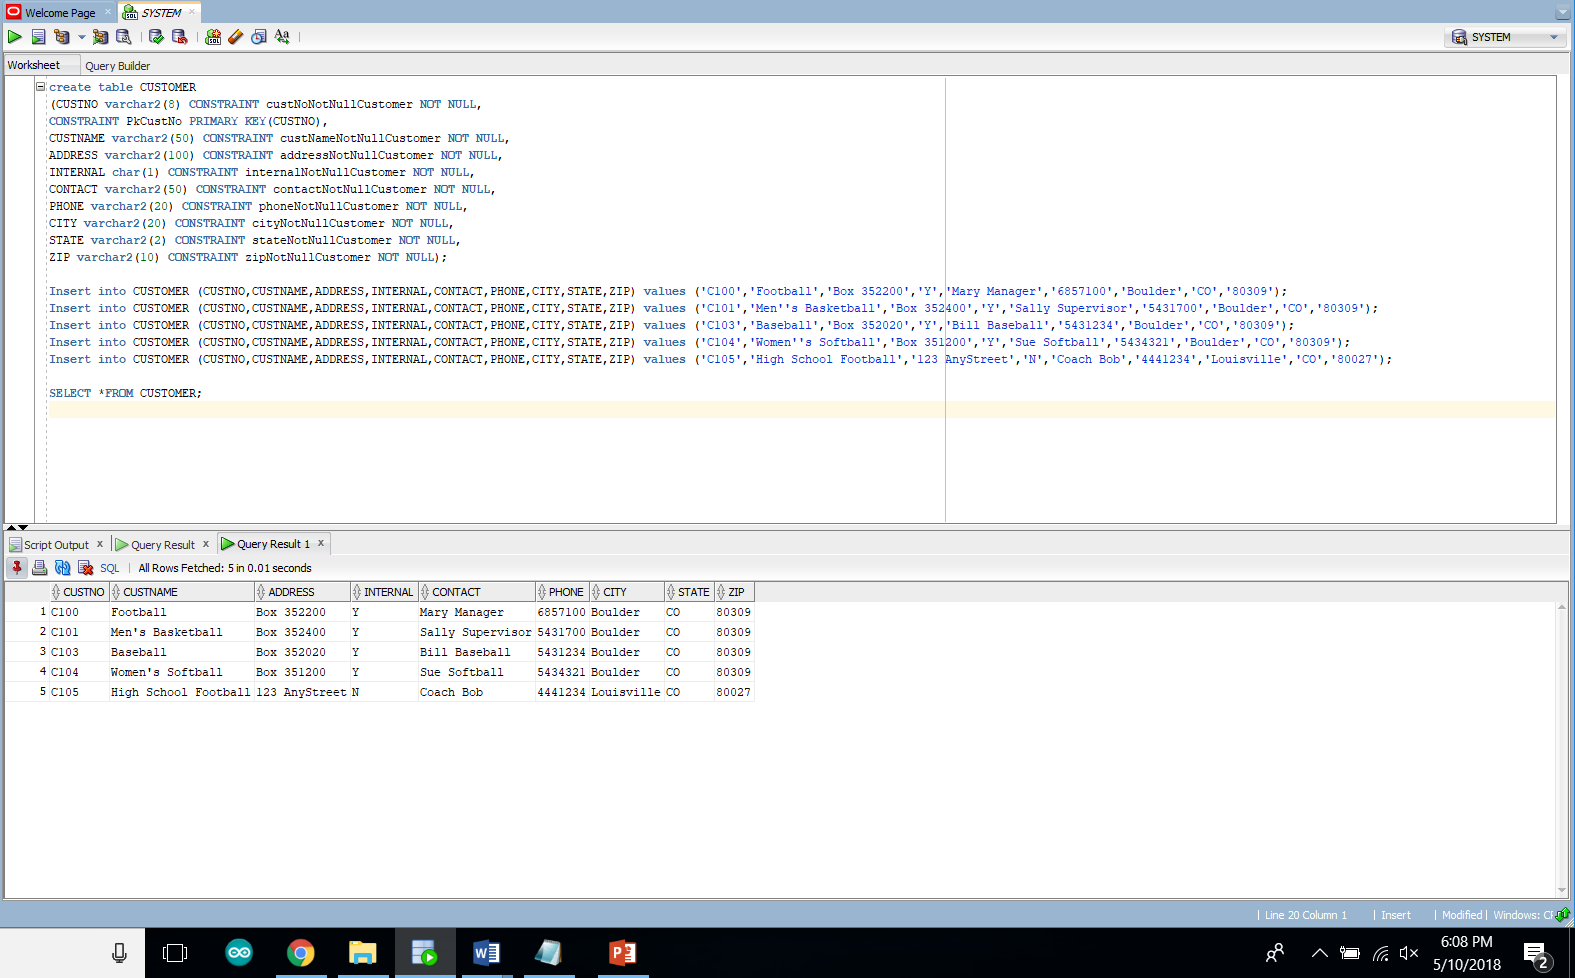 Welcome Page
SYSTEM
SYSTEM
Worksheet
Query Builder
create table CUSTOMER
(CUSTNO varchar2(8) CONSTRAINT custNoNotNullCustomer NOT NULL,
CONSTRAINT PkCustNo PRIMARY KEY(CUSTNO),
CUSTNAME varchar2(50) CONSTRAINT custNameNotNullCustomer NOT NULL,
ADDRESS varchar2(100) CONSTRAINT addressNotNullCustomer NOT NULL,
INTERNAL char(1) CONSTRAINT internalNotNullCustomer NOT NULL,
CONTACT varchar2(50) CONSTRAINT contactNotNullCustomer NOT NULL,
PHONE varchar2(20) CONSTRAINT phoneNotNullCustomer NOT NULL,
CITY varchar2(20) CONSTRAINT cityNotNullCustomer NOT NULL,
STATE varchar2(2) CONSTRAINT stateNotNullCustomer NOT NULL,
ZIP varchar2(10) CONSTRAINT zipNotNullCustomer NOT NULL);
Insert into CUSTOMER (CUSTNO,CUSTNAME,ADDRESS,INTERNAL,CONTACT,PHONE,CITY,STATE,ZIP) values ('C100','Football','Box 352200','Y','Mary Manager','6857100','Boulder','CO','80309');
Insert into CUSTOMER (CUSTNO,CUSTNAME,ADDRESS,INTERNAL,CONTACT,PHONE,CITY,STATE,ZIP) values ('C101','Men''s Basketball','Box 352400','Y','Sally Supervisor','5431700','Boulder','CO','80309');
Insert into CUSTOMER (CUSTNO,CUSTNAME,ADDRESS,INTERNAL,CONTACT,PHONE,CITY,STATE,ZIP) values ('C103','Baseball','Box 352020','Y','Bill Baseball','5431234','Boulder','CO','80309');
Insert into CUSTOMER (CUSTNO,CUSTNAME,ADDRESS,INTERNAL,CONTACT,PHONE,CITY,STATE,ZIP) values ('C104','Women''s Softball','Box 351200','Y','Sue Softball','5434321','Boulder','CO','80309');
Insert into CUSTOMER (CUSTNO,CUSTNAME,ADDRESS,INTERNAL,CONTACT,PHONE,CITY,STATE,ZIP) values ('C105','High School Football','123 AnyStreet','N','Coach Bob','4441234','Louisville','CO','80027');
SELECT *FROM CUSTOMER;
Script Output x Query Result x Query Result 1 x
SQL | All Rows Fetched: 5 in 0.01 seconds
CUSTNO CUSTNAME ADDRESS INTERNAL CONTACT PHONE CITY STATE ZIP
1 C100 Football Box 352200 Y Mary Manager 6857100 Boulder CO 80309
2 C101 Men's Basketball Box 352400 Y Sally Supervisor 5431700 Boulder CO 80309
3 C103 Baseball Box 352020 Y Bill Baseball 5431234 Boulder CO 80309
4 C104 Women's Softball Box 351200 Y Sue Softball 5434321 Boulder CO 80309
5 C105 High School Football 123 AnyStreet N Coach Bob 4441234 Louisville CO 80027
| Line 20 Column 1 | Insert | Modified | Windows: CR
6:08 PM
5/10/2018
2